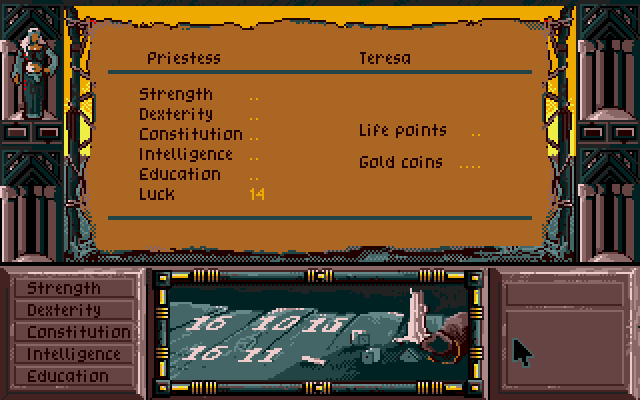 Priestess Teresa
Strength ..
Dexterity ..
Constitution ..
Intelligence ..
Education ..
Luck 14
Life points ..
Gold coins ....
Strength
Dexterity
Constitution
Intelligence
Education
16 10 15
16 11